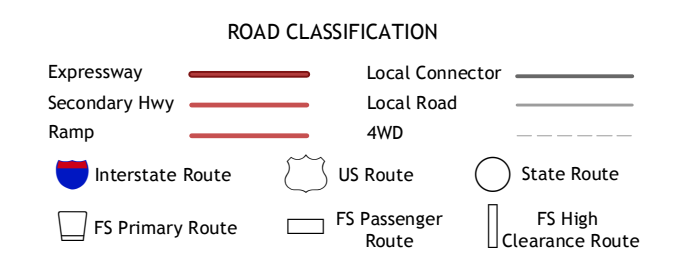 ROAD CLASSIFICATION
Expressway
Local Connector
Secondary Hwy
Local Road
Ramp
4WD
Interstate Route
US Route
State Route
FS Primary Route
FS Passenger
Route
FS High
Clearance Route